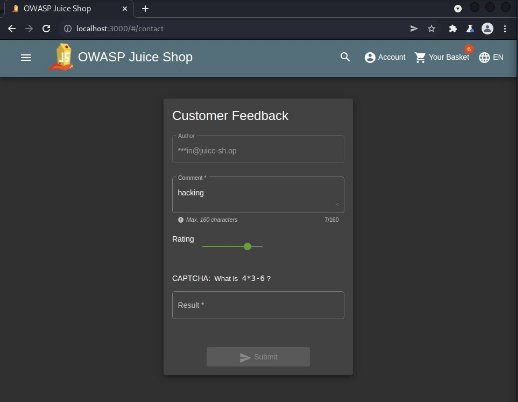 OWASP Juice Shop
localhost:3000/#/contact
OWASP Juice Shop
Account
Your Basket
6
EN
Customer Feedback
Author
***in@juice-sh.op
Comment *
hacking
Max. 160 characters
7/160
Rating
CAPTCHA: What is 4*3-6 ?
Result *
Submit